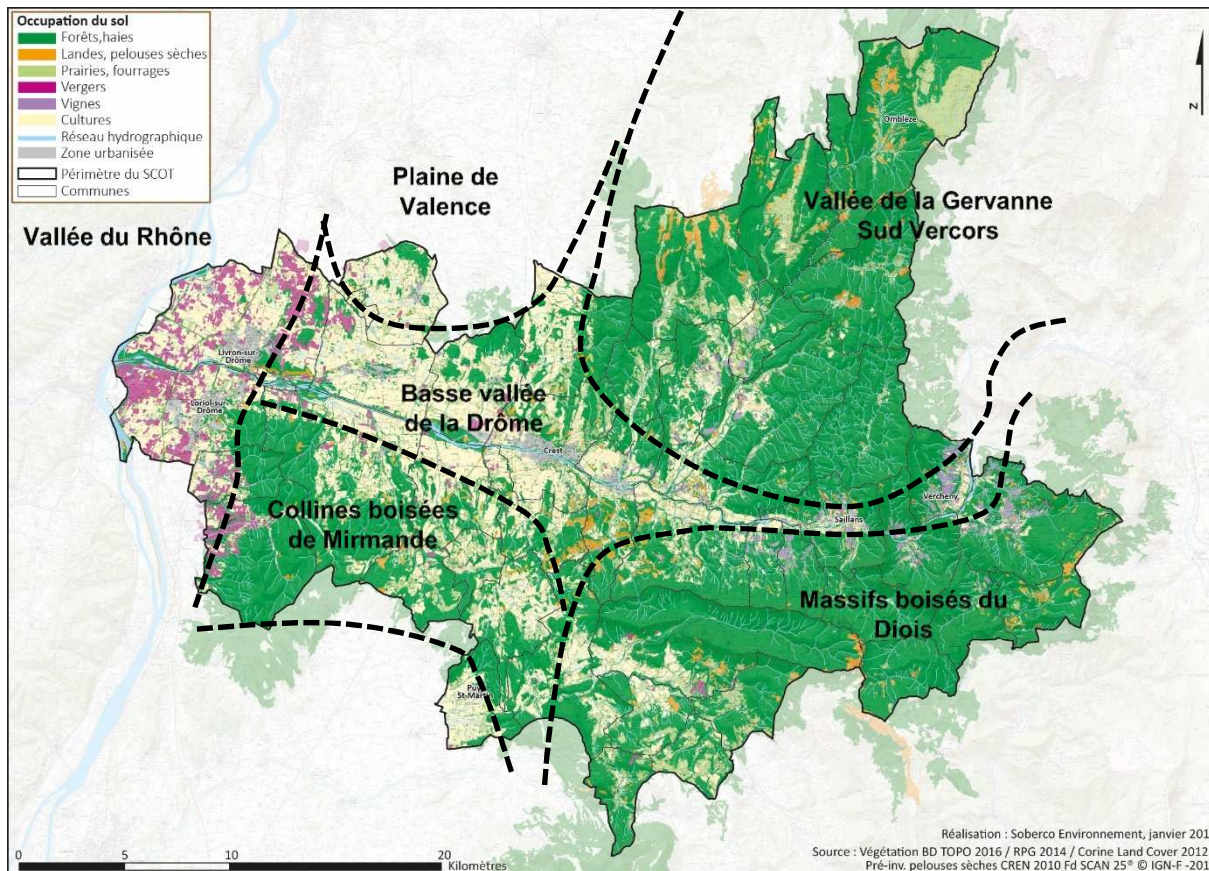 Occupation du sol
Forêts,haies
Landes, pelouses sèches
Prairies, fourrages
Vergers
Vignes
Cultures
Réseau hydrographique
Zone urbanisée
Périmètre du SCOT
Communes
N
Omblèze
Plaine de
Valence
Vallée de la Gervanne
Sud Vercors
Vallée du Rhône
Livron-sur-
Drôme
Loriol-sur-
Drôme
Basse vallée
de la Drôme
Crest
Vercheny
Saillans
Collines boisées
de Mirmande
Massifs boisés du
Diois
Puy
St-Martin
Réalisation : Soberco Environnement, janvier 201
Source : Végétation BD TOPO 2016 / RPG 2014 / Corine Land Cover 2012
Pré-inv. pelouses sèches CREN 2010 Fd SCAN 25® © IGN-F -201
0 5 10 20
Kilomètres